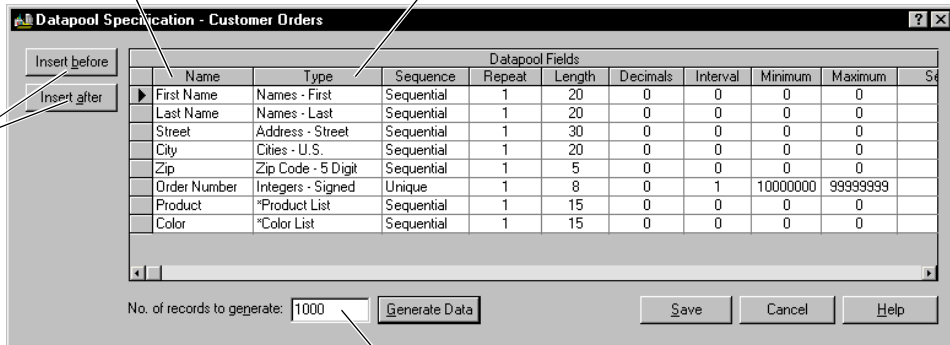 Datapool Specification - Customer Orders
Insert before
Insert after
Datapool Fields
Name Type Sequence Repeat Length Decimals Interval Minimum Maximum Se
First Name Names - First Sequential 1 20 0 0 0 0
Last Name Names - Last Sequential 1 20 0 0 0 0
Street Address - Street Sequential 1 30 0 0 0 0
City Cities - U.S. Sequential 1 20 0 0 0 0
Zip Zip Code - 5 Digit Sequential 1 5 0 0 0 0
Order Number Integers - Signed Unique 1 8 0 1 10000000 99999999
Product *Product List Sequential 1 15 0 0 0 0
Color *Color List Sequential 1 15 0 0 0 0
No. of records to generate: 1000 Generate Data Save Cancel Help